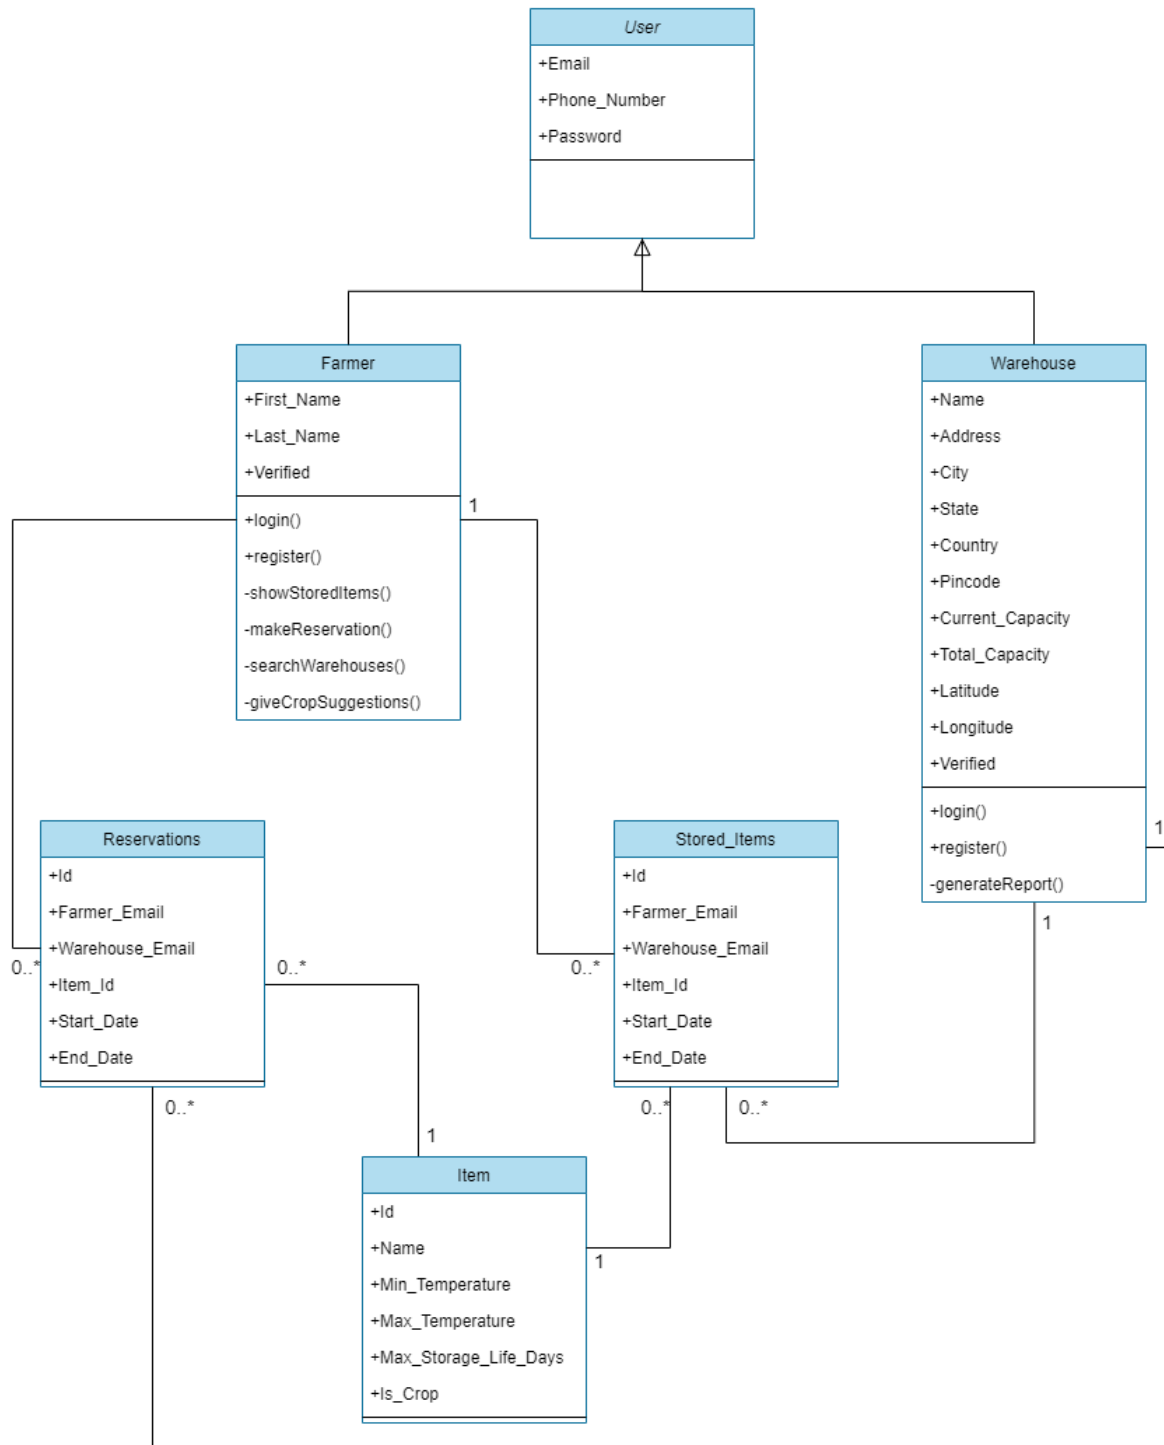 User
+Email
+Phone_Number
+Password
Farmer
+First_Name
+Last_Name
+Verified
+login()
+register()
-showStoredItems()
-makeReservation()
-searchWarehouses()
-giveCropSuggestions()
1
Warehouse
+Name
+Address
+City
+State
+Country
+Pincode
+Current_Capacity
+Total_Capacity
+Latitude
+Longitude
+Verified
+login()
+register()
-generateReport()
1
1
Reservations
+Id
+Farmer_Email
+Warehouse_Email
+Item_Id
+Start_Date
+End_Date
0..*
0..*
0..*
Stored_Items
+Id
+Farmer_Email
+Warehouse_Email
+Item_Id
+Start_Date
+End_Date
0..*
0..*
0..*
1
Item
+Id
+Name
+Min_Temperature
+Max_Temperature
+Max_Storage_Life_Days
+Is_Crop
1